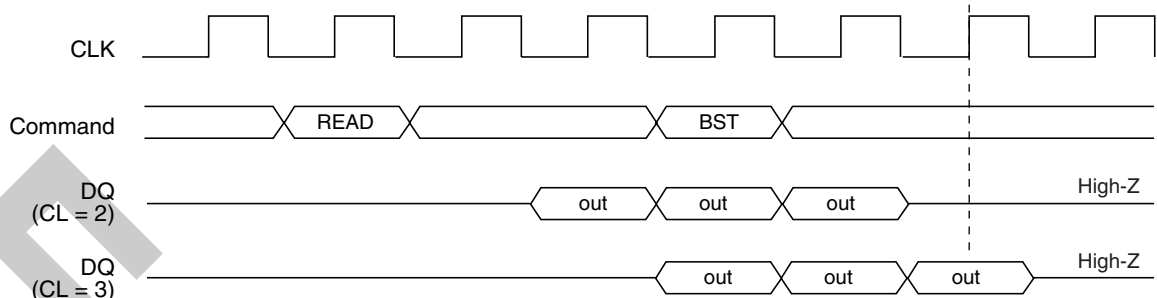 CLK
Command
READ
BST
DQ
(CL = 2)
out
out
out
High-Z
DQ
(CL = 3)
out
out
out
High-Z